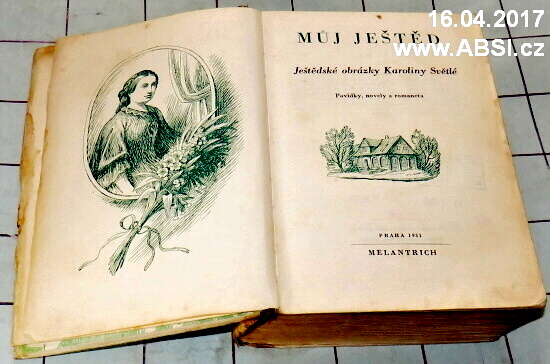 16.04.2017
www.ABSI.cz
MŮJ JEŠTĚD
Ještědské obrázky Karoliny Světlé
Povídky, novely a romaneta
PRAHA 1951
MELANTRICH